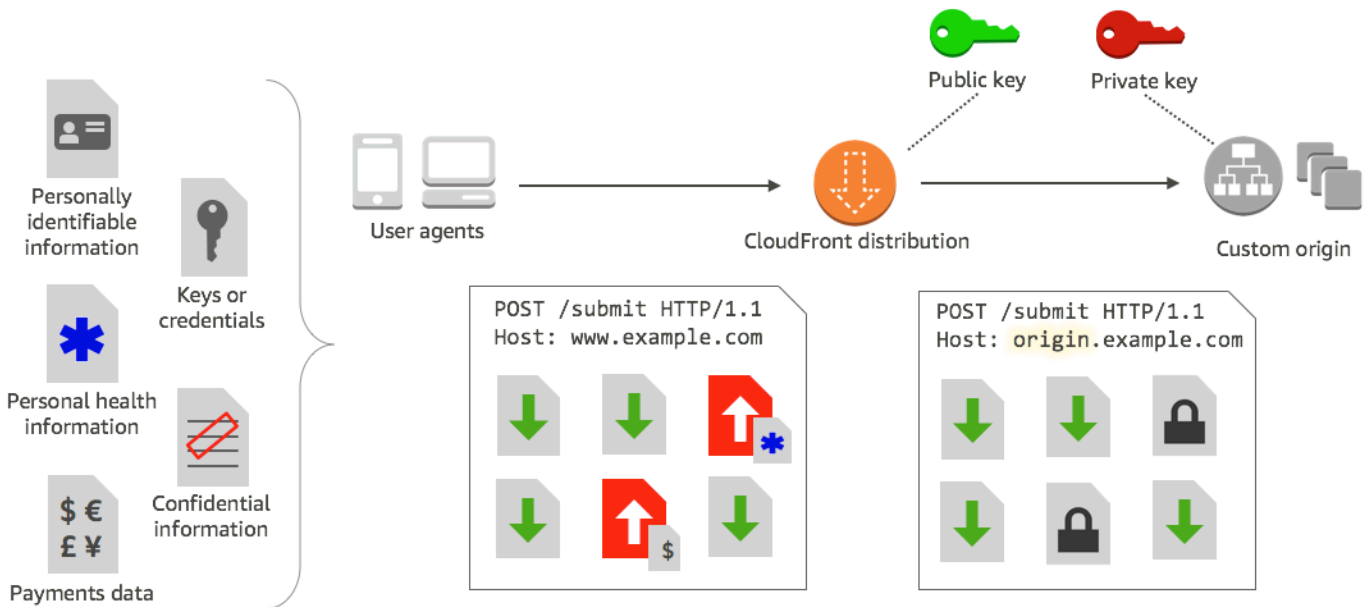 Public key
Private key
Personally
identifiable
information
Keys or
credentials
Personal health
information
Confidential
information
$ €
£ ¥
Payments data
User agents
CloudFront distribution
Custom origin
POST /submit HTTP/1.1
Host: www.example.com
$
POST /submit HTTP/1.1
Host: origin.example.com